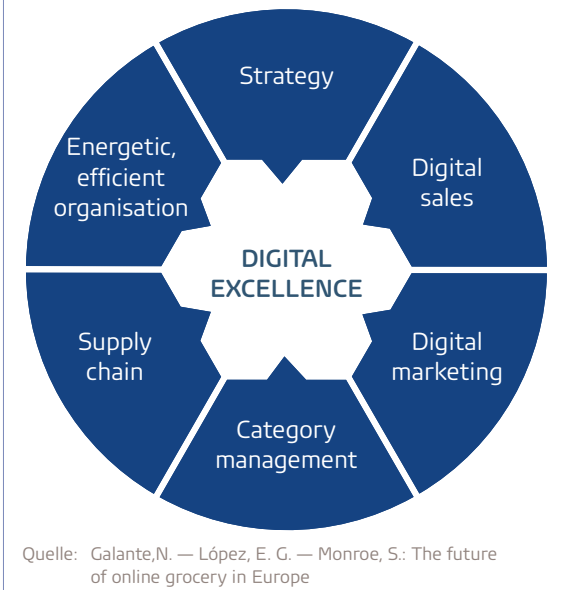 Strategy
Digital
sales
Digital
marketing
Category
management
Supply
chain
Energetic,
efficient
organisation
DIGITAL
EXCELLENCE
Quelle: Galante,N. — López, E. G. — Monroe, S.: The future
of online grocery in Europe